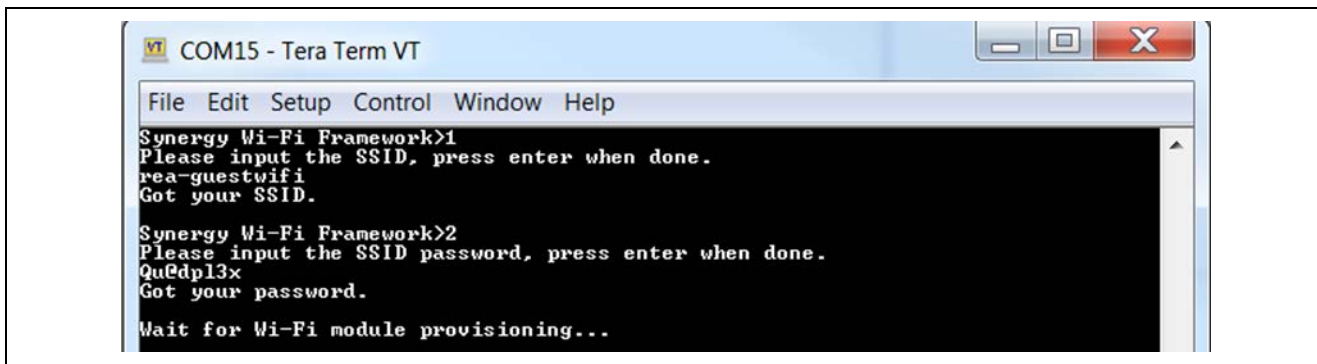 COM15 - Tera Term VT
File Edit Setup Control Window Help
Synergy Wi-Fi Framework>1
Please input the SSID, press enter when done.
rea-guestwifi
Got your SSID.
Synergy Wi-Fi Framework>2
Please input the SSID password, press enter when done.
Qu@dpl3x
Got your password.
Wait for Wi-Fi module provisioning...